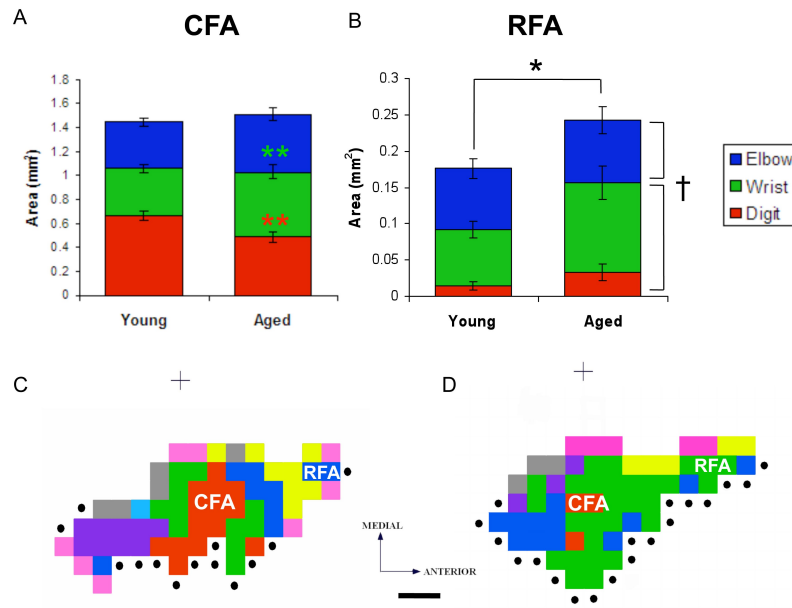 A
CFA
B
RFA
1.8
1.6
1.4
1.2
1
0.8
0.6
0.4
0.2
0
Area (mm²)
**
**
Young
Aged
0.3
0.25
0.2
0.15
0.1
0.05
0
Area (mm²)
*
†
Young
Aged
Elbow
Wrist
Digit
C
D
CFA
RFA
CFA
RFA
MEDIAL
ANTERIOR